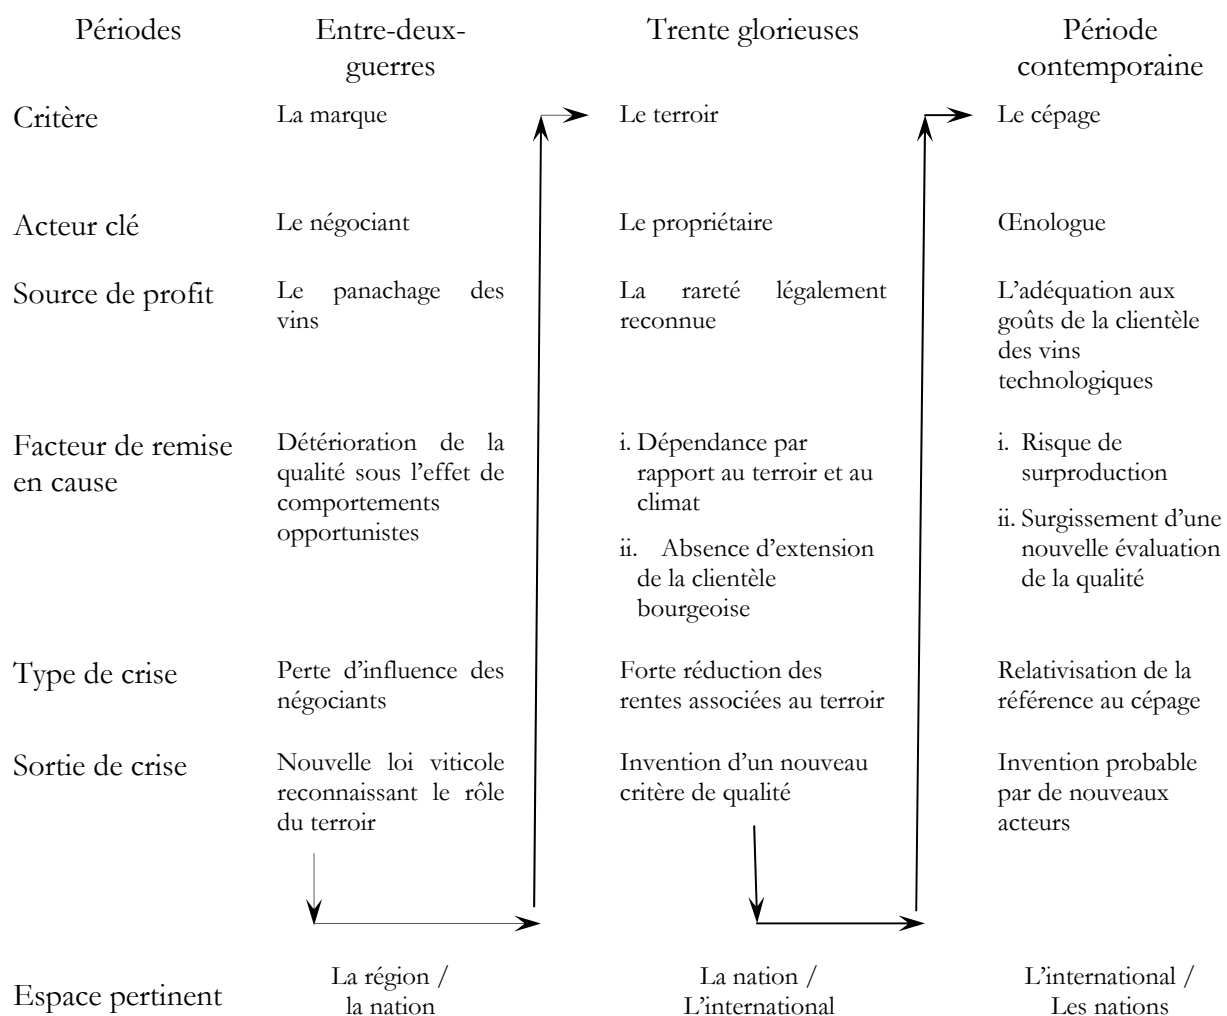 Périodes
Entre-deux-
guerres
Trente glorieuses
Période
contemporaine
Critère
La marque
Le terroir
Le cépage
Acteur clé
Le négociant
Le propriétaire
Œnologue
Source de profit
Le panachage des
vins
La rareté légalement
reconnue
L’adéquation aux
goûts de la clientèle
des vins
technologiques
Facteur de remise
en cause
Détérioration de la
qualité sous l’effet de
comportements
opportunistes
i. Dépendance par
rapport au terroir et au
climat
ii. Absence d’extension
de la clientèle
bourgeoise
i. Risque de
surproduction
ii. Surgissement d’une
nouvelle évaluation
de la qualité
Type de crise
Perte d’influence des
négociants
Forte réduction des
rentes associées au terroir
Relativisation de la
référence au cépage
Sortie de crise
Nouvelle loi viticole
reconnaissant le rôle
du terroir
Invention d’un nouveau
critère de qualité
Invention probable
par de nouveaux
acteurs
Espace pertinent
La région /
la nation
La nation /
L’international
L’international /
Les nations